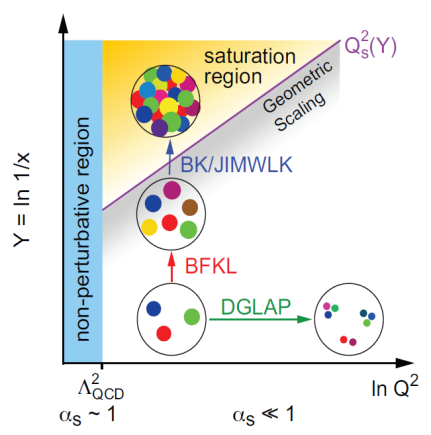 Y = ln 1/x
non-perturbative region
saturation
region
Q²ₛ(Y)
Geometric
Scaling
BK/JIMWLK
BFKL
DGLAP
Λ²QCD
ln Q²
αₛ ~ 1
αₛ ≪ 1